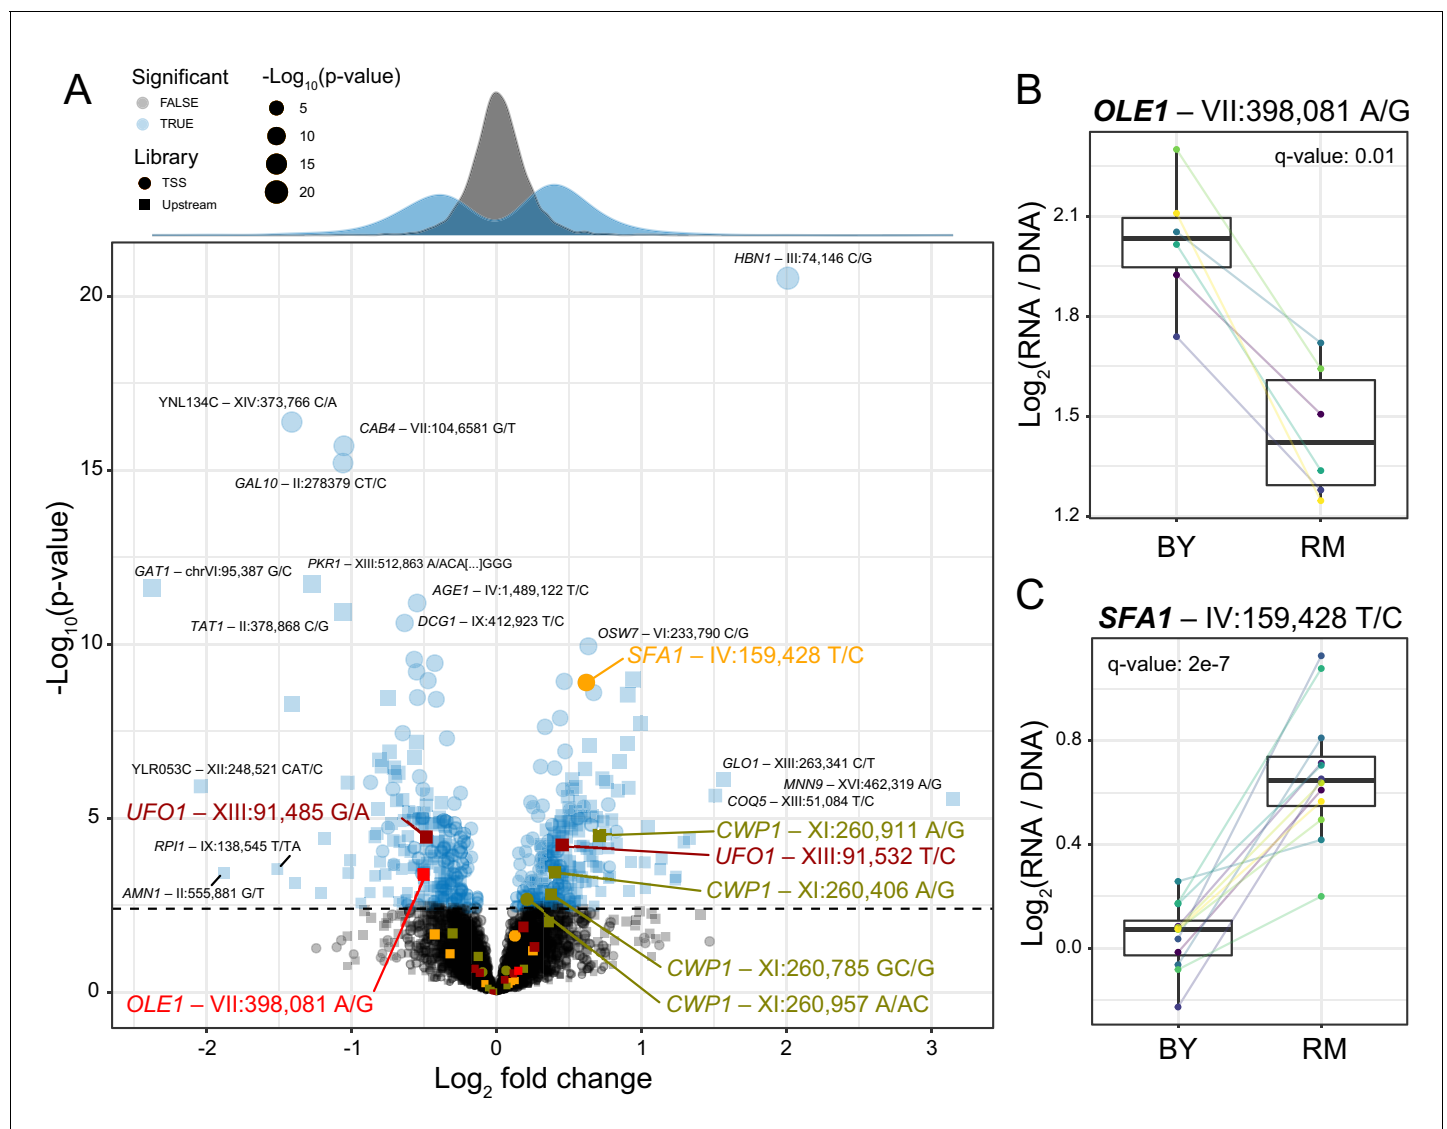 A
Significant
FALSE
TRUE
Library
TSS
Upstream
-Log10(p-value)
5
10
15
20
HBN1 – III:74,146 C/G
YNL134C – XIV:373,766 C/A
CAB4 – VII:104,6581 G/T
GAL10 – II:278379 CT/C
GAT1 – chrVI:95,387 G/C
PKR1 – XIII:512,863 A/ACA[...]GGG
AGE1 – IV:1,489,122 T/C
TAT1 – II:378,868 C/G
DCG1 – IX:412,923 T/C
OSW7 – VI:233,790 C/G
SFA1 – IV:159,428 T/C
YLR053C – XII:248,521 CAT/C
GLO1 – XIII:263,341 C/T
MNN9 – XVI:462,319 A/G
COQ5 – XIII:51,084 T/C
UFO1 – XIII:91,485 G/A
CWP1 – XI:260,911 A/G
RPI1 – IX:138,545 T/TA
UFO1 – XIII:91,532 T/C
AMN1 – II:555,881 G/T
CWP1 – XI:260,406 A/G
CWP1 – XI:260,785 GC/G
OLE1 – VII:398,081 A/G
CWP1 – XI:260,957 A/AC
20
15
10
5
0
-Log10(p-value)
-2
-1
0
1
2
3
Log2 fold change
B
OLE1 – VII:398,081 A/G
q-value: 0.01
2.1
1.8
1.5
1.2
Log2(RNA / DNA)
BY
RM
C
SFA1 – IV:159,428 T/C
q-value: 2e-7
0.8
0.4
0.0
Log2(RNA / DNA)
BY
RM